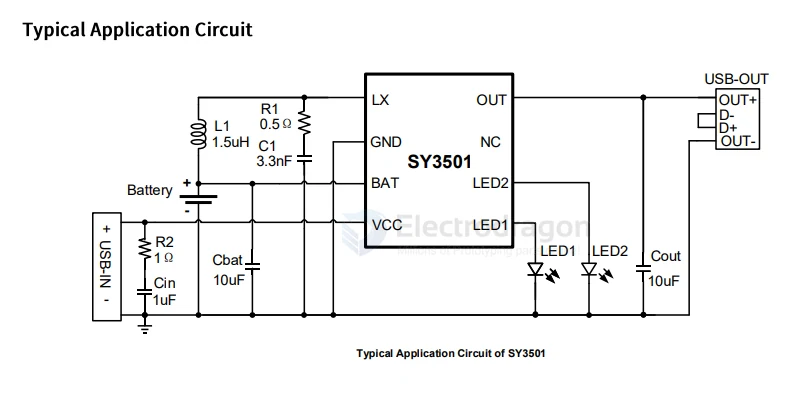 Typical Application Circuit
USB-OUT
LX
OUT
OUT+
R1
0.5Ω
D-
L1
1.5uH
D+
C1
3.3nF
GND
NC
OUT-
SY3501
Battery
+
-
BAT
LED2
VCC
LED1
Electrodragon
+ USB-IN -
R2
1Ω
Cbat
10uF
LED1
LED2
Cout
10uF
Cin
1uF
Typical Application Circuit of SY3501